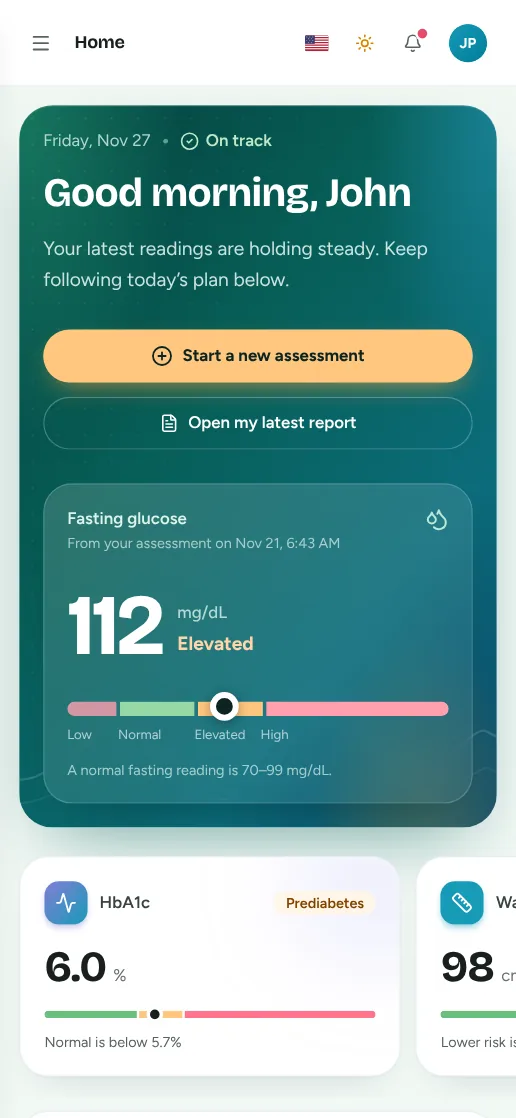 Home
JP
Friday, Nov 27 • On track
Good morning, John
Your latest readings are holding steady. Keep
following today’s plan below.
Start a new assessment
Open my latest report
Fasting glucose
From your assessment on Nov 21, 6:43 AM
112 mg/dL
Elevated
Low Normal Elevated High
A normal fasting reading is 70–99 mg/dL.
HbA1c Prediabetes
6.0 %
Normal is below 5.7%
98
Lower risk is